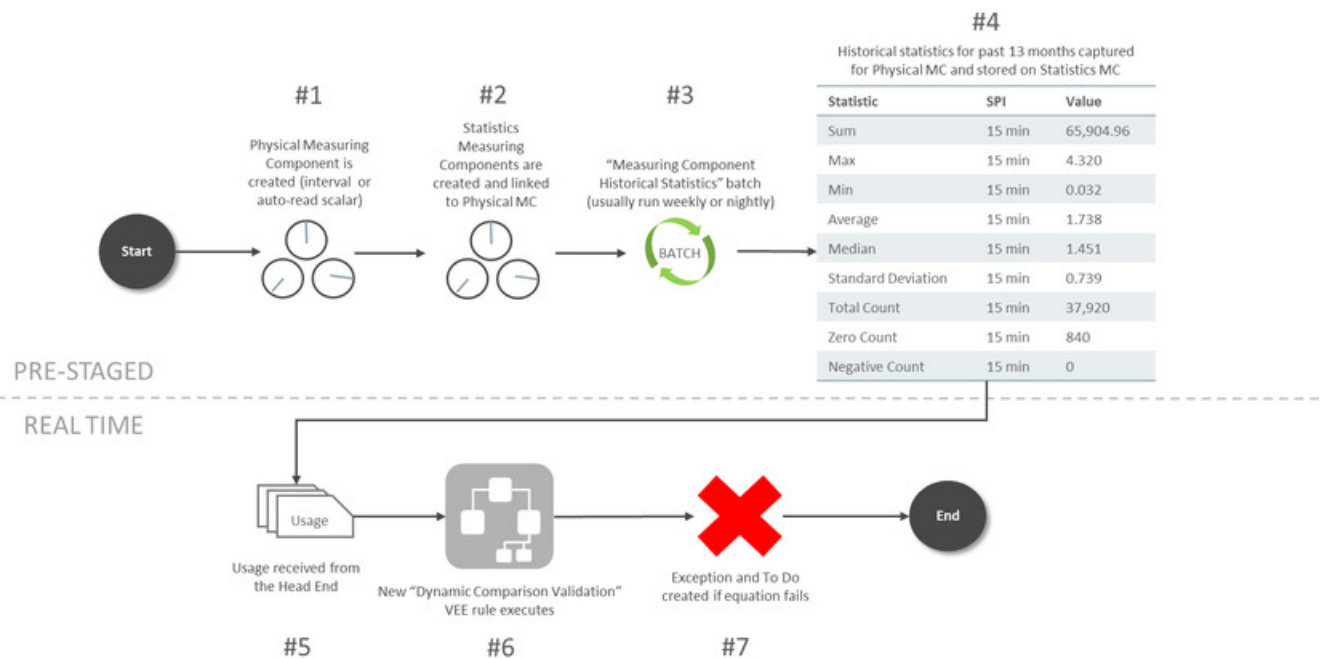 #1
Physical Measuring
Component is
created (interval or
auto-read scalar)
#2
Statistics
Measuring
Components are
created and linked
to Physical MC
#3
“Measuring Component
Historical Statistics” batch
(usually run weekly or nightly)
#4
Historical statistics for past 13 months captured
for Physical MC and stored on Statistics MC
Statistic SPI Value
Sum 15 min 65,904.96
Max 15 min 4.320
Min 15 min 0.032
Average 15 min 1.738
Median 15 min 1.451
Standard Deviation 15 min 0.739
Total Count 15 min 37,920
Zero Count 15 min 840
Negative Count 15 min 0
Start
BATCH
PRE-STAGED
REAL TIME
Usage
Usage received from
the Head End
#5
New “Dynamic Comparison Validation”
VEE rule executes
#6
Exception and To Do
created if equation fails
#7
End